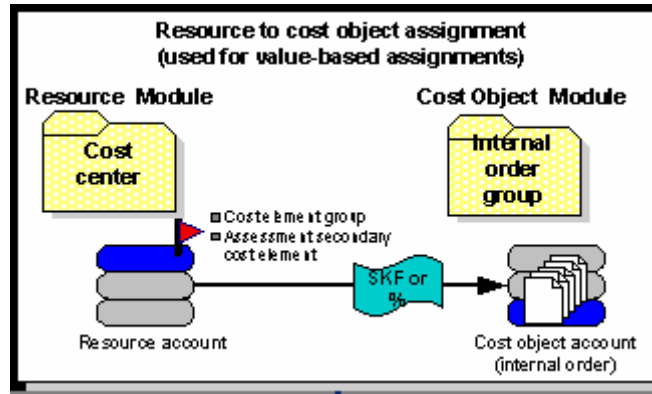 Resource to cost object assignment
(used for value-based assignments)
Resource Module
Cost Object Module
Cost
center
Internal
order
group
Cost element group
Assessment secondary
cost element
SKF or
%
Resource account
Cost object account
(internal order)